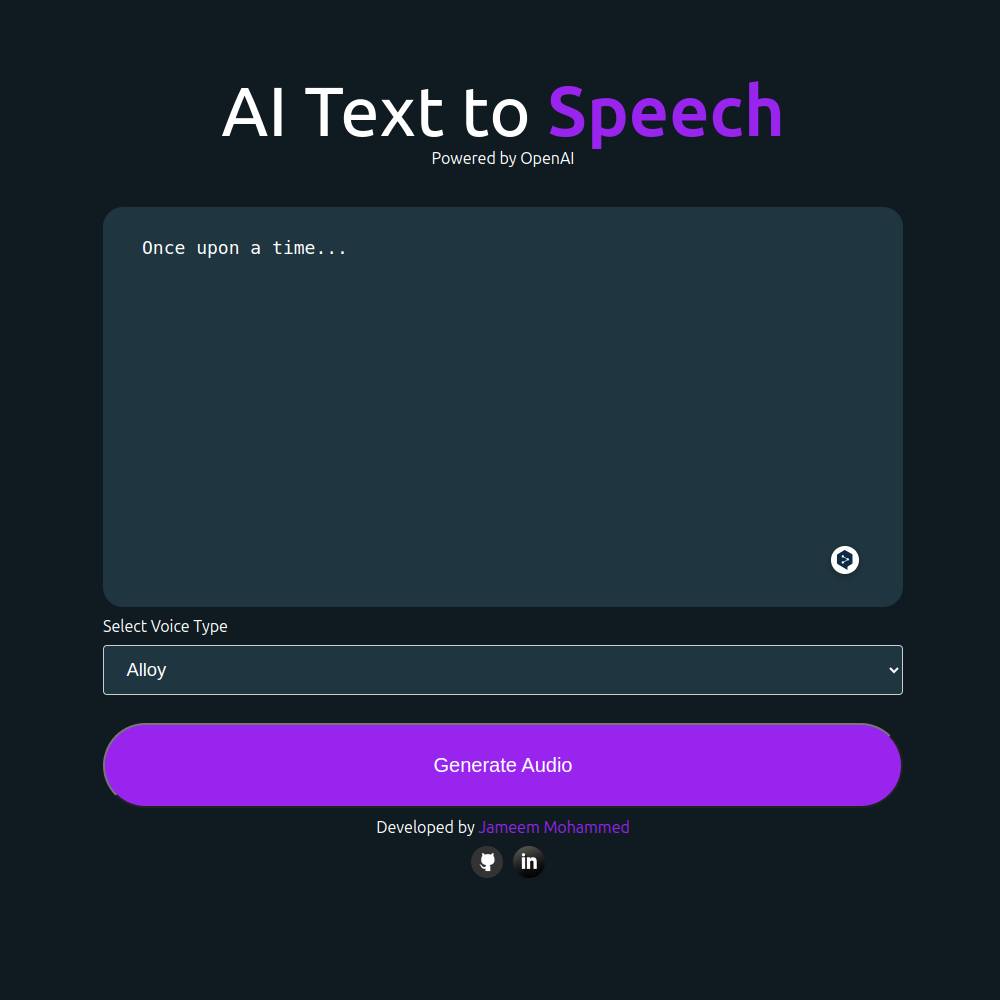 AI Text to Speech
Powered by OpenAI
Once upon a time...
Select Voice Type
Alloy
Generate Audio
Developed by Jameem Mohammed
in